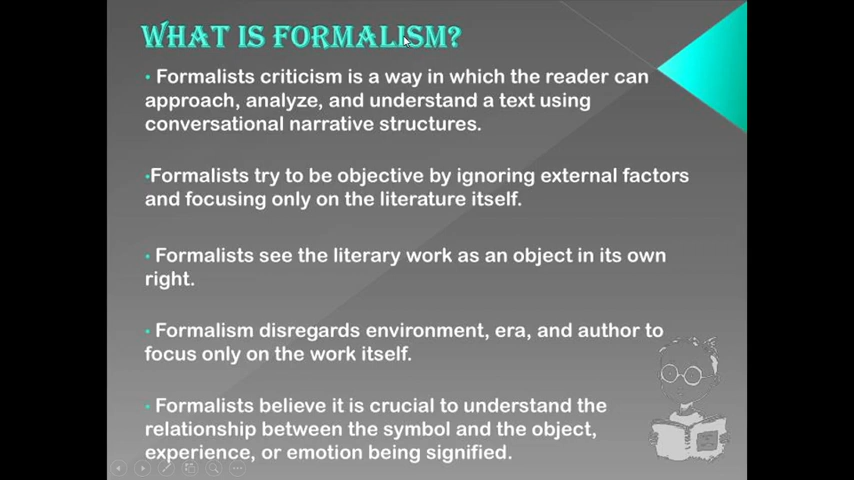 WHAT IS FORMALISM?
• Formalists criticism is a way in which the reader can
approach, analyze, and understand a text using
conversational narrative structures.
•Formalists try to be objective by ignoring external factors
and focusing only on the literature itself.
• Formalists see the literary work as an object in its own
right.
• Formalism disregards environment, era, and author to
focus only on the work itself.
• Formalists believe it is crucial to understand the
relationship between the symbol and the object,
experience, or emotion being signified.